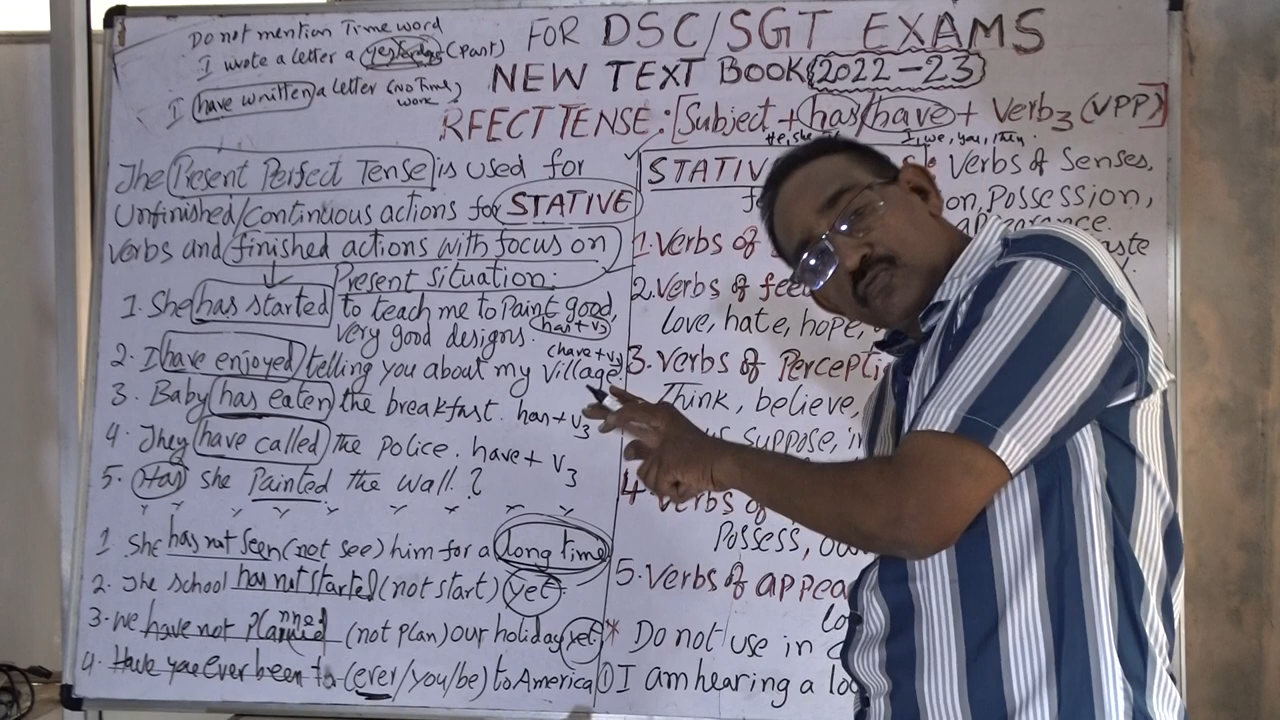 Do not mention Time word
I wrote a letter a yesterday (Past)
I have written a letter (No Time,
work
FOR DSC/SGT EXAMS
NEW TEXT BOOK {2022-23}
RFECT TENSE: [Subject + has/have + Verb3 (VPP)]
He, she I, we, you, They.
The Present Perfect Tense is used for
Unfinished/Continuous actions for STATIVE
Verbs and finished actions with focus on
Present situation:
1. She has started to teach me to Paint good,
very good designs. has+v3
2. I have enjoyed telling you about my village
(have+v3
3. Baby has eaten the breakfast. has+v3
4. They have called the Police. have+v3
5. Has she Painted the wall?
1. She has not seen (not see) him for a long time
2. The school has not started (not start) yet.
3. We have not planned (not plan) our holiday yet.
4. Have you ever been to (ever/you/be) to America
STATIV Verbs of Senses,
on, Possession,
appearance.
1. Verbs of
aste
2. Verbs of fee
love, hate, hope,
3. Verbs of Percepti
Think, believe,
suppose, i
4. Verbs of
Possess,
5. Verbs of appea
lo
* Do not use in
① I am hearing a lo